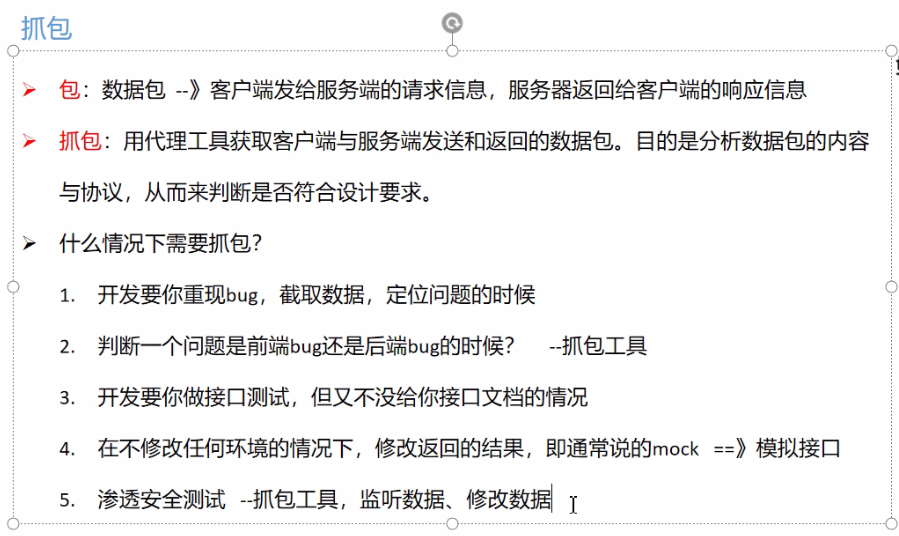 抓包
➢ 包：数据包 --》客户端发给服务端的请求信息，服务器返回给客户端的响应信息
➢ 抓包：用代理工具获取客户端与服务端发送和返回的数据包。目的是分析数据包的内容
与协议，从而来判断是否符合设计要求。
➢ 什么情况下需要抓包？
1. 开发要你重现bug，截取数据，定位问题的时候
2. 判断一个问题是前端bug还是后端bug的时候？ --抓包工具
3. 开发要你做接口测试，但又不没给你接口文档的情况
4. 在不修改任何环境的情况下，修改返回的结果，即通常说的mock ==》模拟接口
5. 渗透安全测试 --抓包工具，监听数据、修改数据